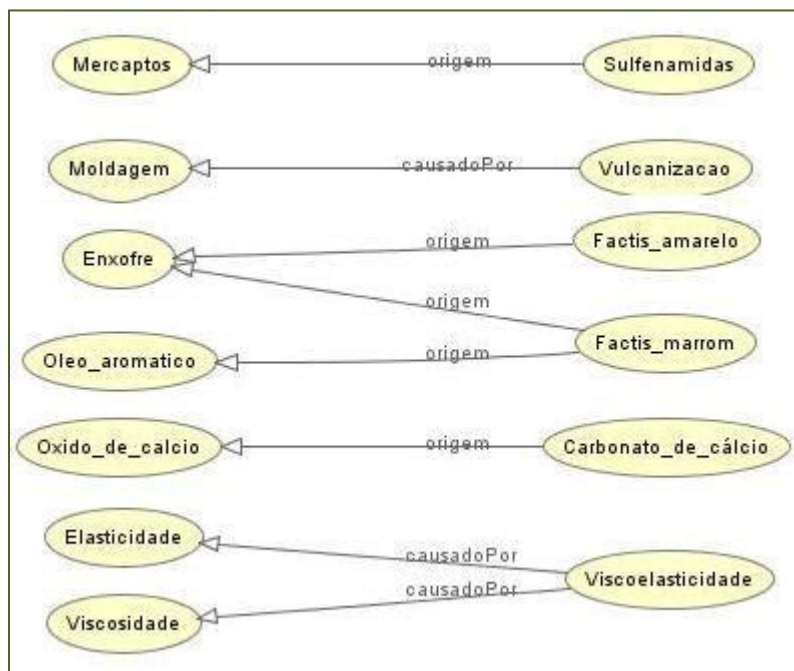 Mercaptos origem Sulfenamidas
Moldagem causadoPor Vulcanizacao
Enxofre origem Factis_amarelo
origem Factis_marrom
Oleo_aromatico origem
Oxido_de_calcio origem Carbonato_de_cálcio
Elasticidade causadoPor Viscoelasticidade
Viscosidade causadoPor